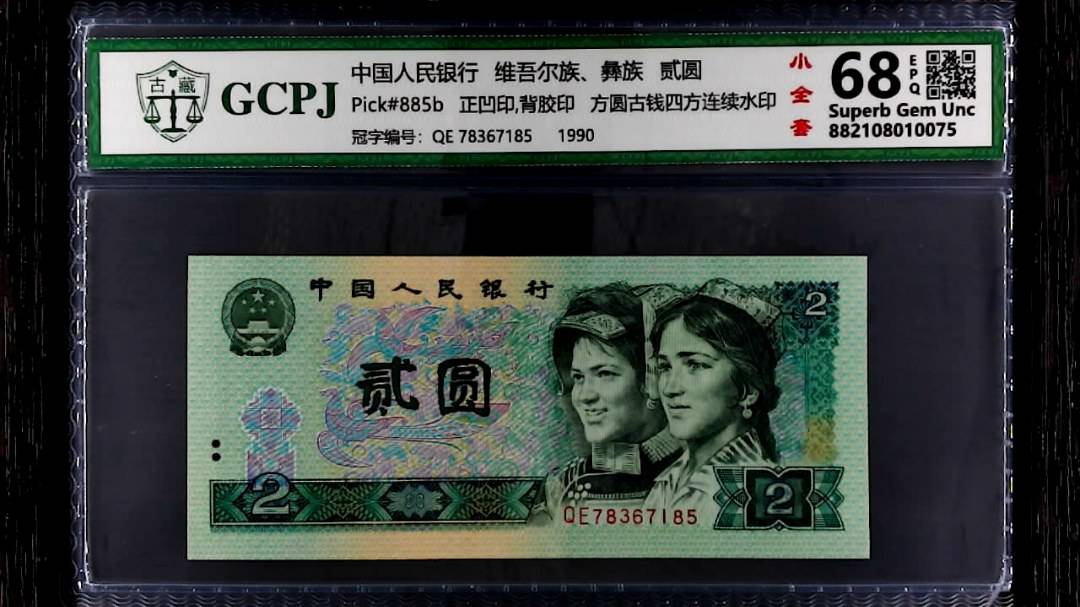 古藏
GCPJ
中国人民银行 维吾尔族、彝族 贰圆
Pick#885b 正凹印,背胶印 方圆古钱四方连续水印
冠字编号: QE 78367185 1990
小全套
68
EPQ
Superb Gem Unc
882108010075
中国人民银行
2
贰圆
2
QE78367185
2